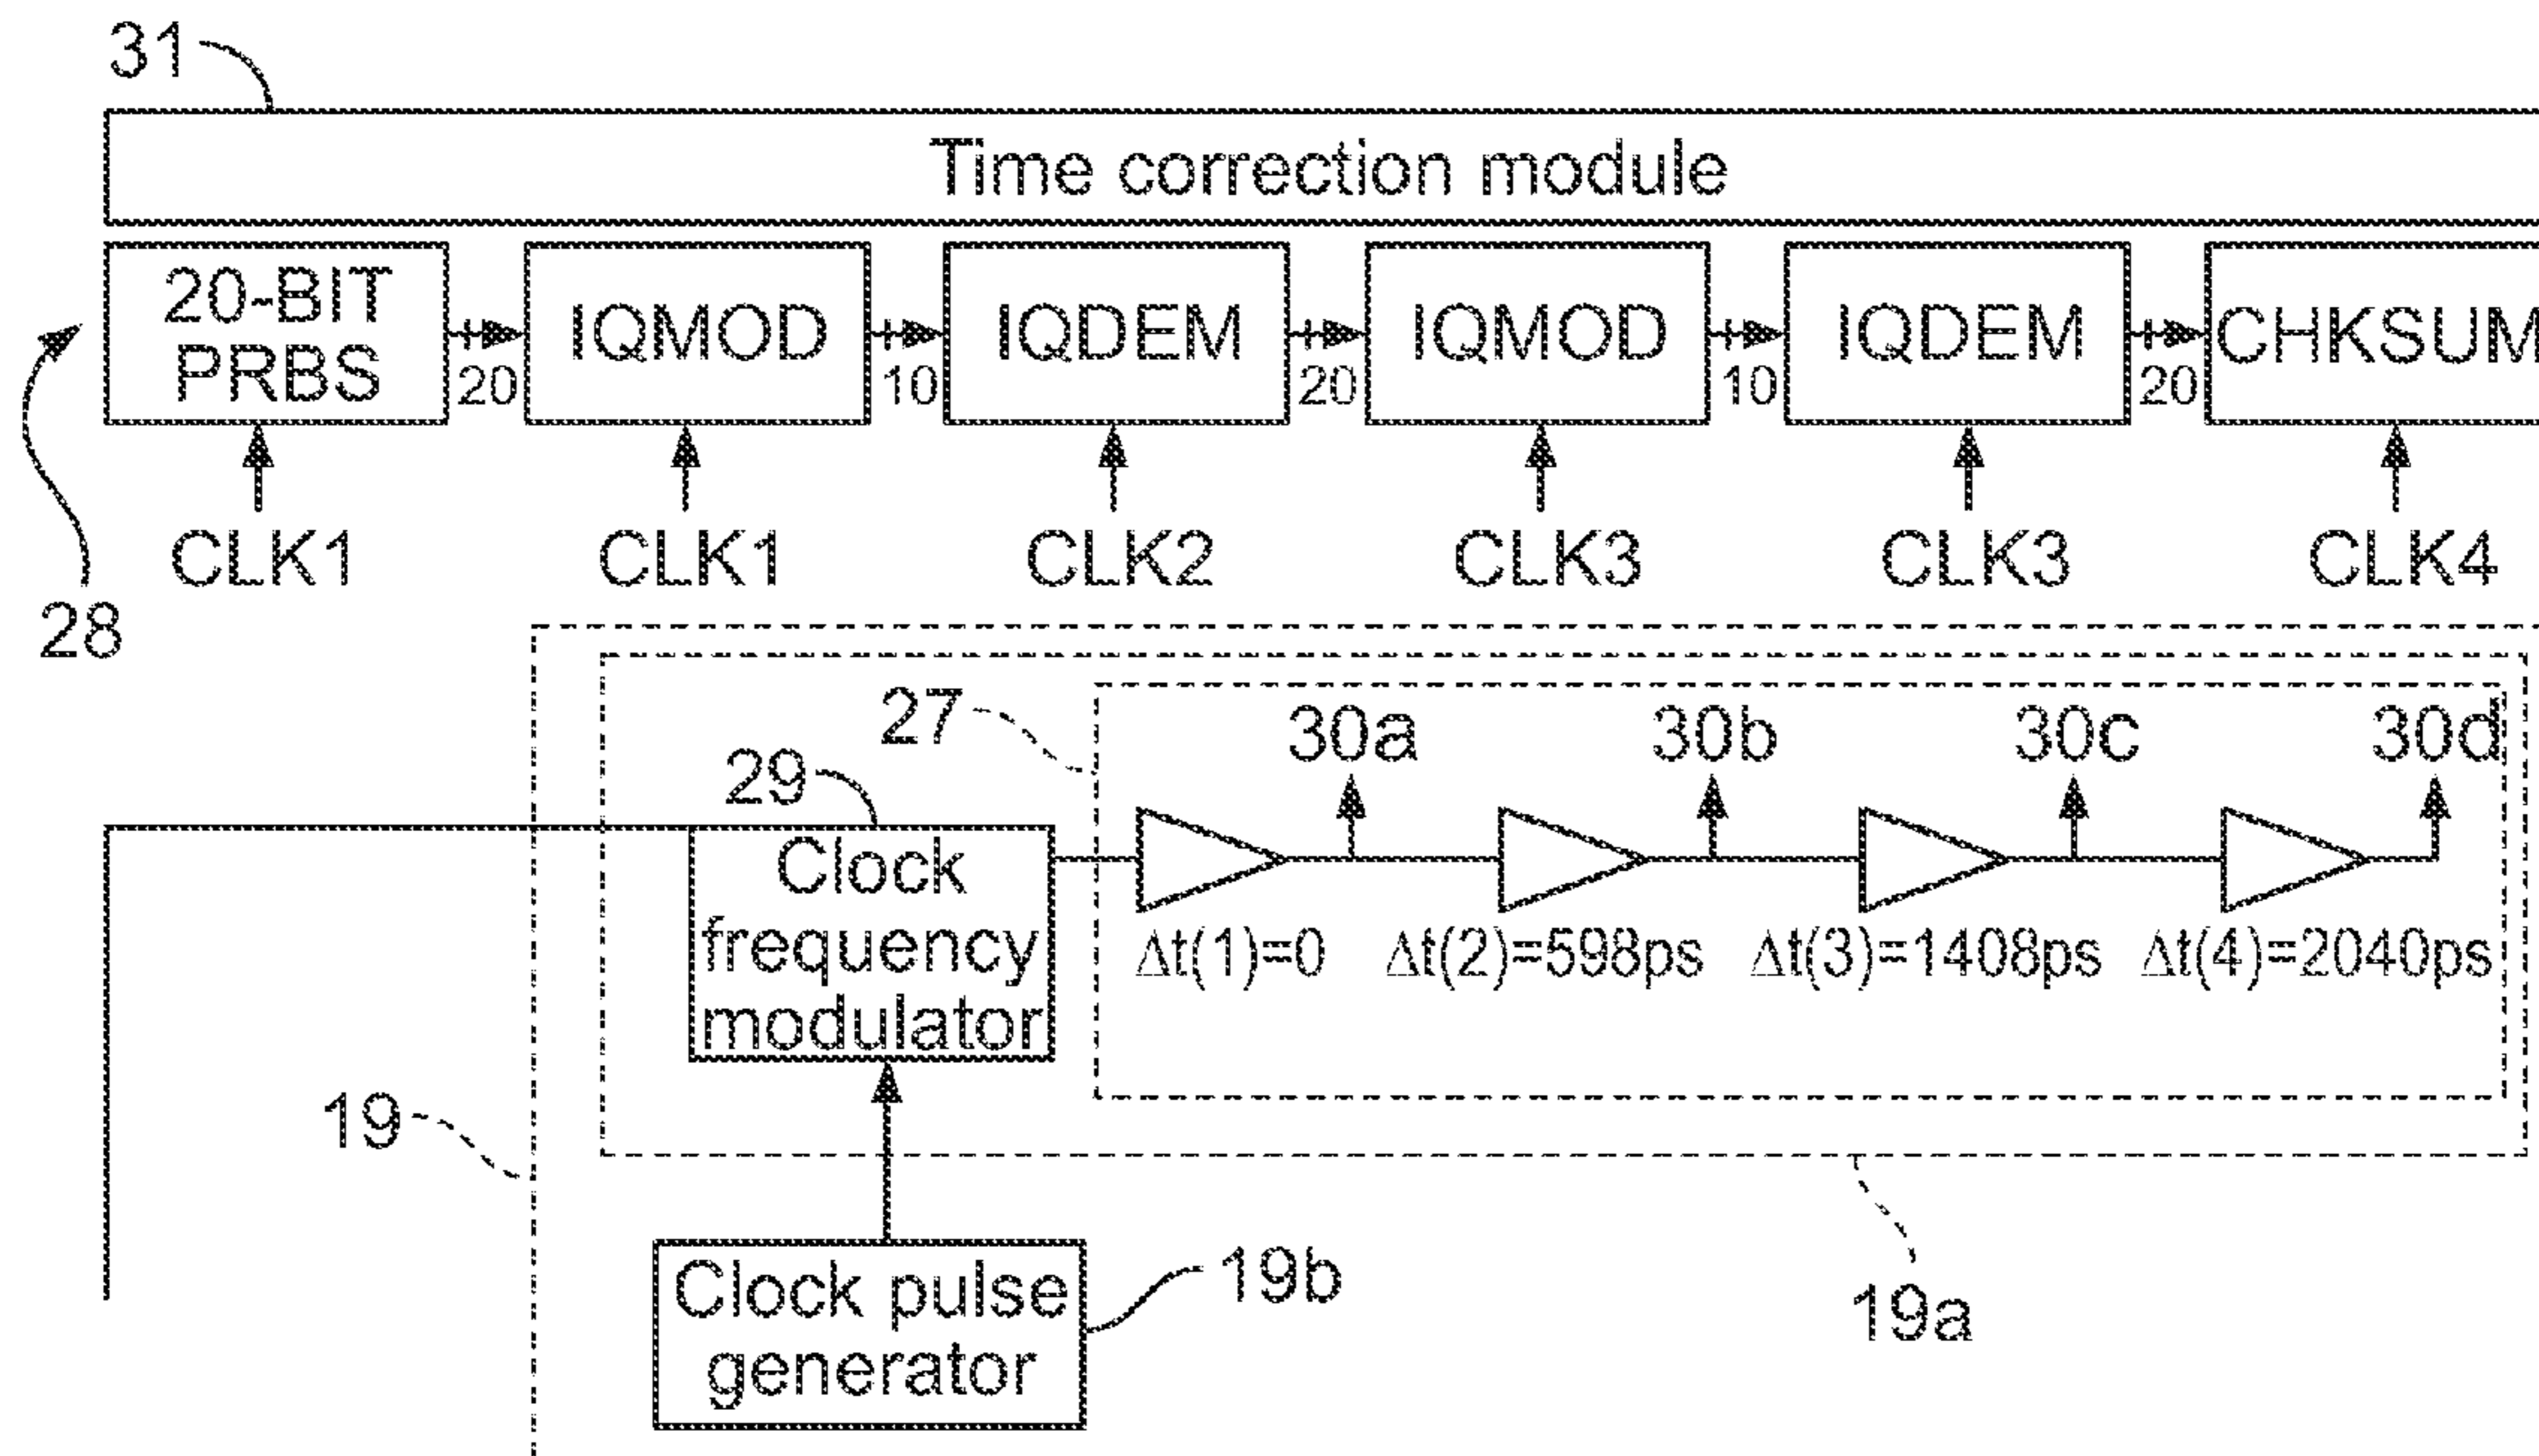 31
Time correction module
20-BIT
PRBS
20
IQMOD
10
IQDEM
20
IQMOD
10
IQDEM
20
CHKSUM
CLK1
CLK1
CLK2
CLK3
CLK3
CLK4
28
27
30a
30b
30c
30d
29
Clock
frequency
modulator
Δt(1)=0
Δt(2)=598ps
Δt(3)=1408ps
Δt(4)=2040ps
19
Clock pulse
generator
19b
19a